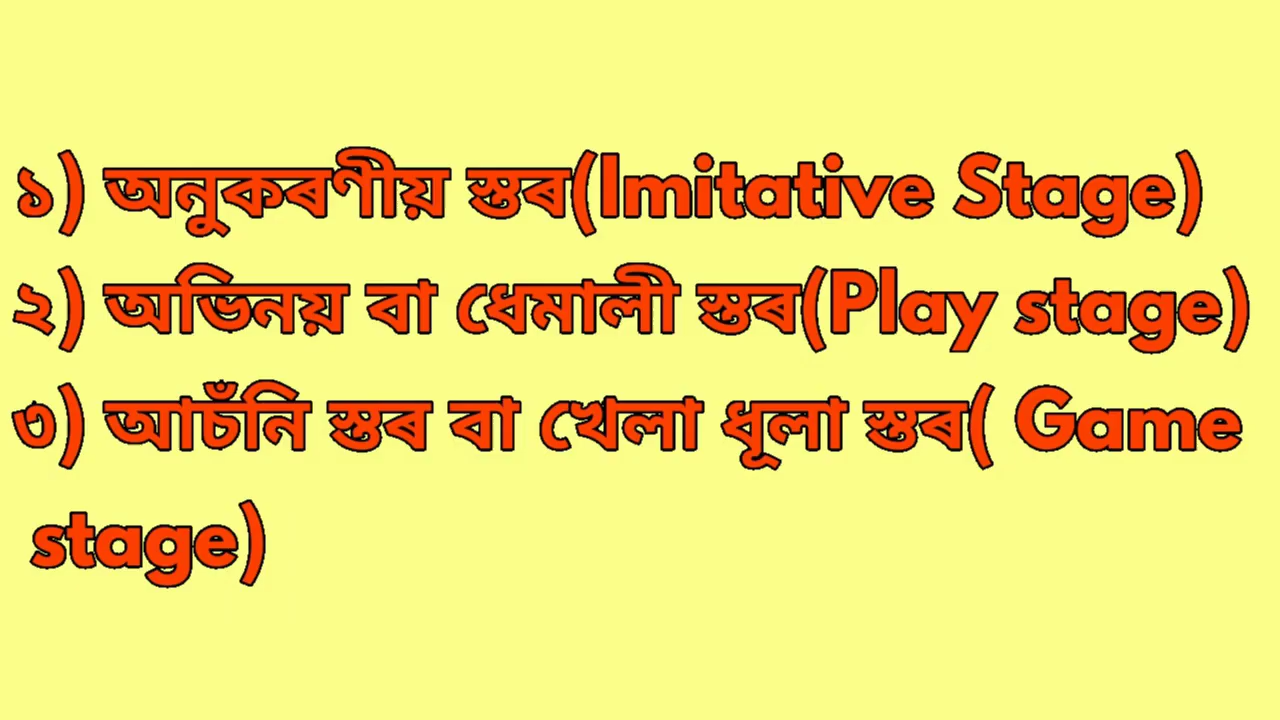 ১) অনুকৰণীয় স্তৰ(Imitative Stage)
২) অভিনয় বা ধেমালী স্তৰ(Play stage)
৩) আচঁনি স্তৰ বা খেলা ধূলা স্তৰ( Game
stage)